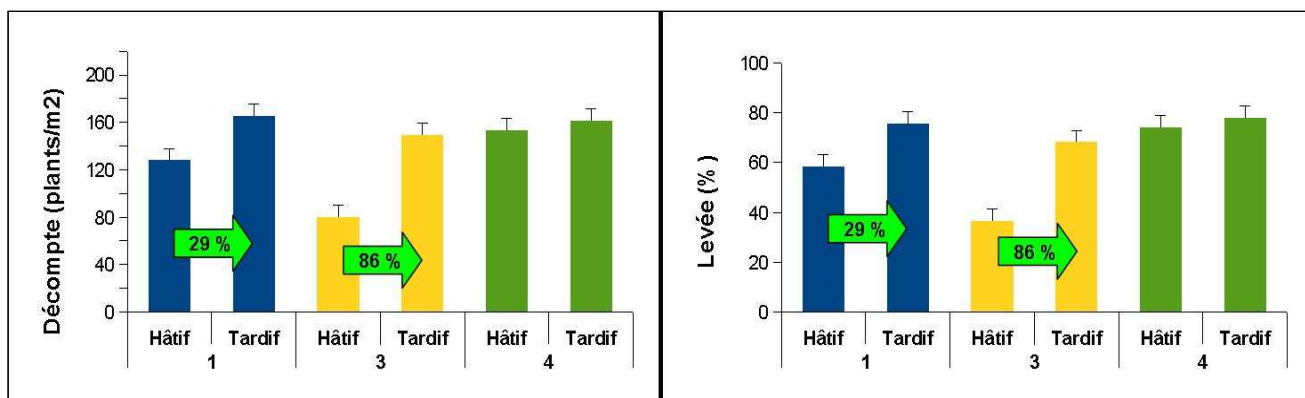 Décompte (plants/m2)
200
160
120
80
40
0
29 %
86 %
Hâtif Tardif Hâtif Tardif Hâtif Tardif
1 3 4
Levée (% )
100
80
60
40
20
0
29 %
86 %
Hâtif Tardif Hâtif Tardif Hâtif Tardif
1 3 4